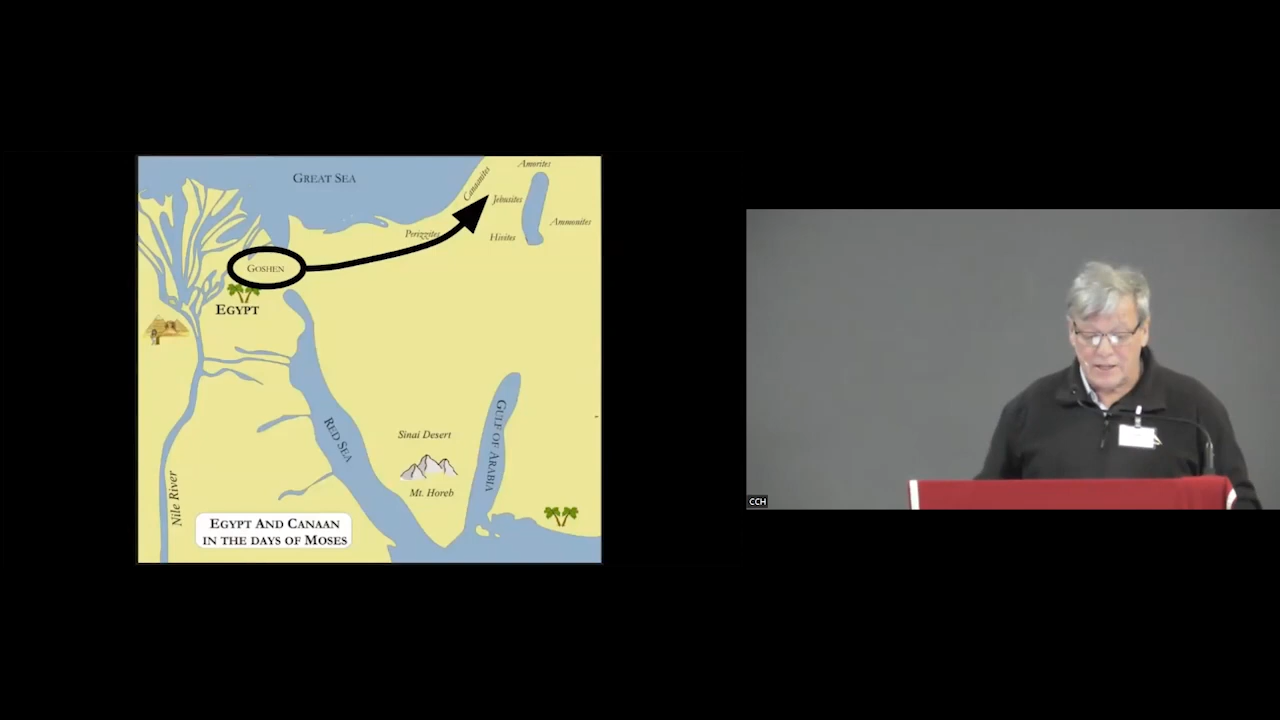 GREAT SEA
Amorites
Canaanites
Jebusites
Ammonites
Perizzites
Hivites
GOSHEN
EGYPT
RED SEA
GULF OF ARABIA
Sinai Desert
Mt. Horeb
Nile River
EGYPT AND CANAAN
IN THE DAYS OF MOSES
CCH